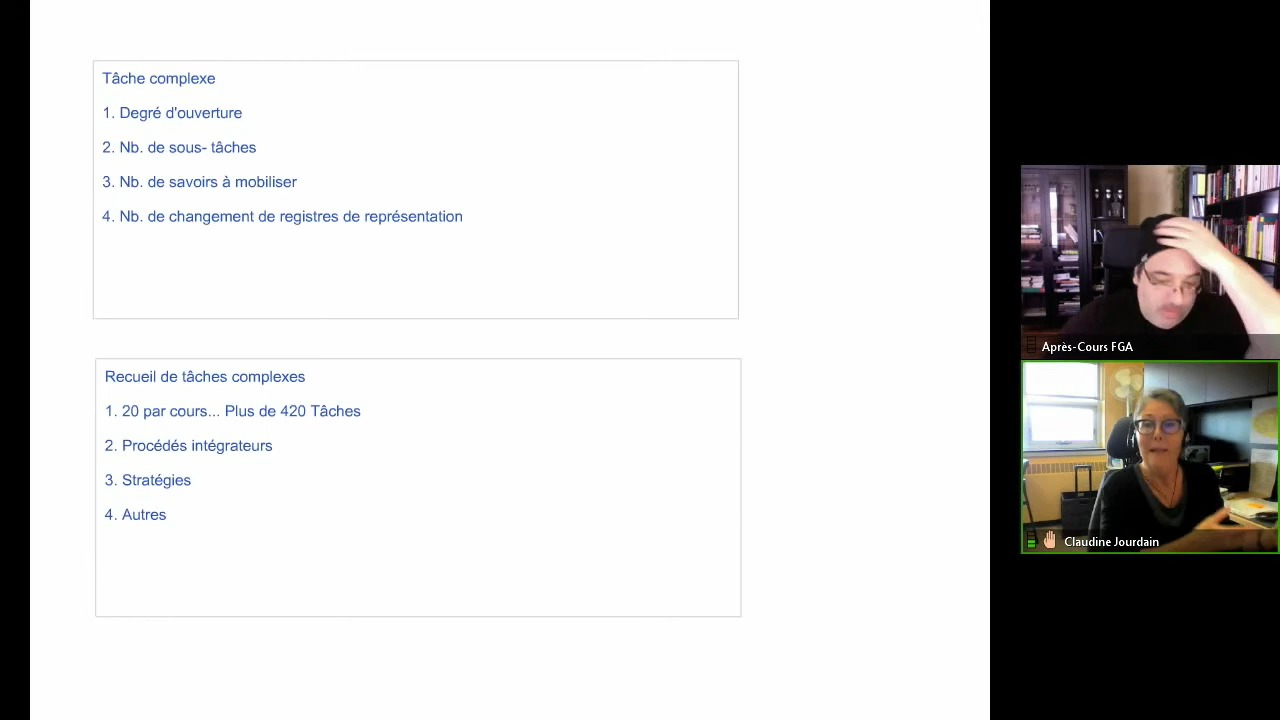 Tâche complexe
1. Degré d'ouverture
2. Nb. de sous- tâches
3. Nb. de savoirs à mobiliser
4. Nb. de changement de registres de représentation
Recueil de tâches complexes
1. 20 par cours... Plus de 420 Tâches
2. Procédés intégrateurs
3. Stratégies
4. Autres
Après-Cours FGA
Claudine Jourdain